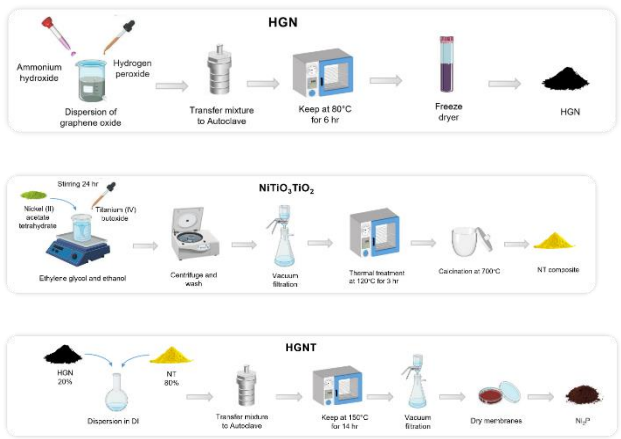 HGN
Ammonium
hydroxide
Hydrogen
peroxide
Dispersion of
graphene oxide
Transfer mixture
to Autoclave
Keep at 80°C
for 6 hr
Freeze
dryer
HGN
NiTiO3TiO2
Stirring 24 hr
Nickel (II)
acetate
tetrahydrate
Titanium (IV)
butoxide
Ethylene glycol and ethanol
Centrifuge and
wash
Vacuum
filtration
Thermal treatment
at 120°C for 3 hr
Calcination at 700°C
NT composite
HGNT
HGN
20%
NT
80%
Dispersion in DI
Transfer mixture
to Autoclave
Keep at 150°C
for 14 hr
Vacuum
filtration
Dry membranes
Ni2P